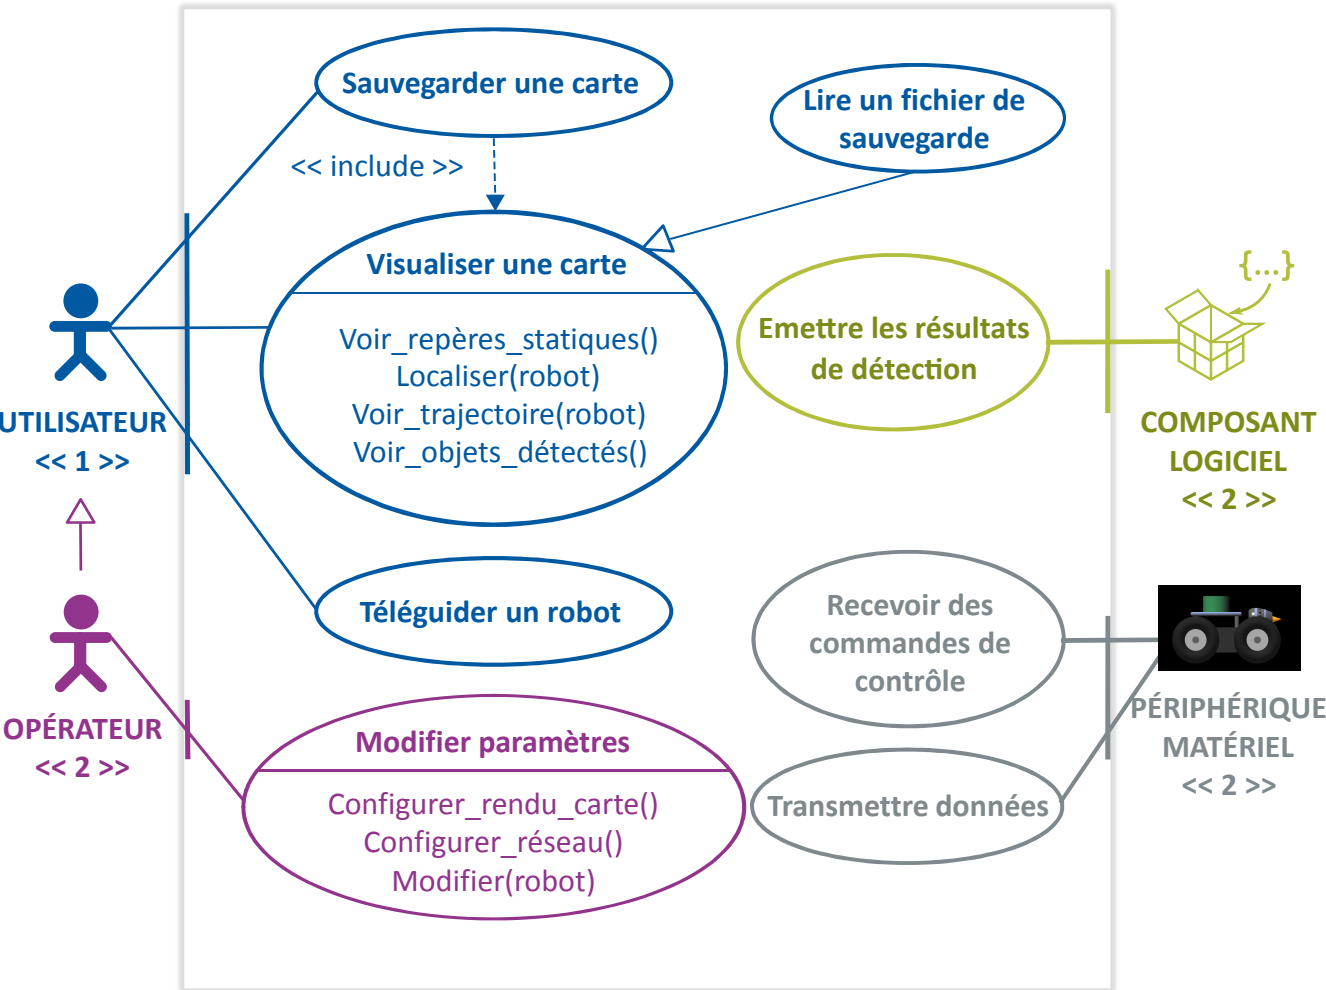 Sauvegarder une carte
Lire un fichier de
sauvegarde
<< include >>
Visualiser une carte
Voir_repères_statiques()
Localiser(robot)
Voir_trajectoire(robot)
Voir_objets_détectés()
Emettre les résultats
de détection
{...}
UTILISATEUR
<< 1 >>
COMPOSANT
LOGICIEL
<< 2 >>
Téléguider un robot
Recevoir des
commandes de
contrôle
OPÉRATEUR
<< 2 >>
PÉRIPHÉRIQUE
MATÉRIEL
<< 2 >>
Modifier paramètres
Configurer_rendu_carte()
Configurer_réseau()
Modifier(robot)
Transmettre données